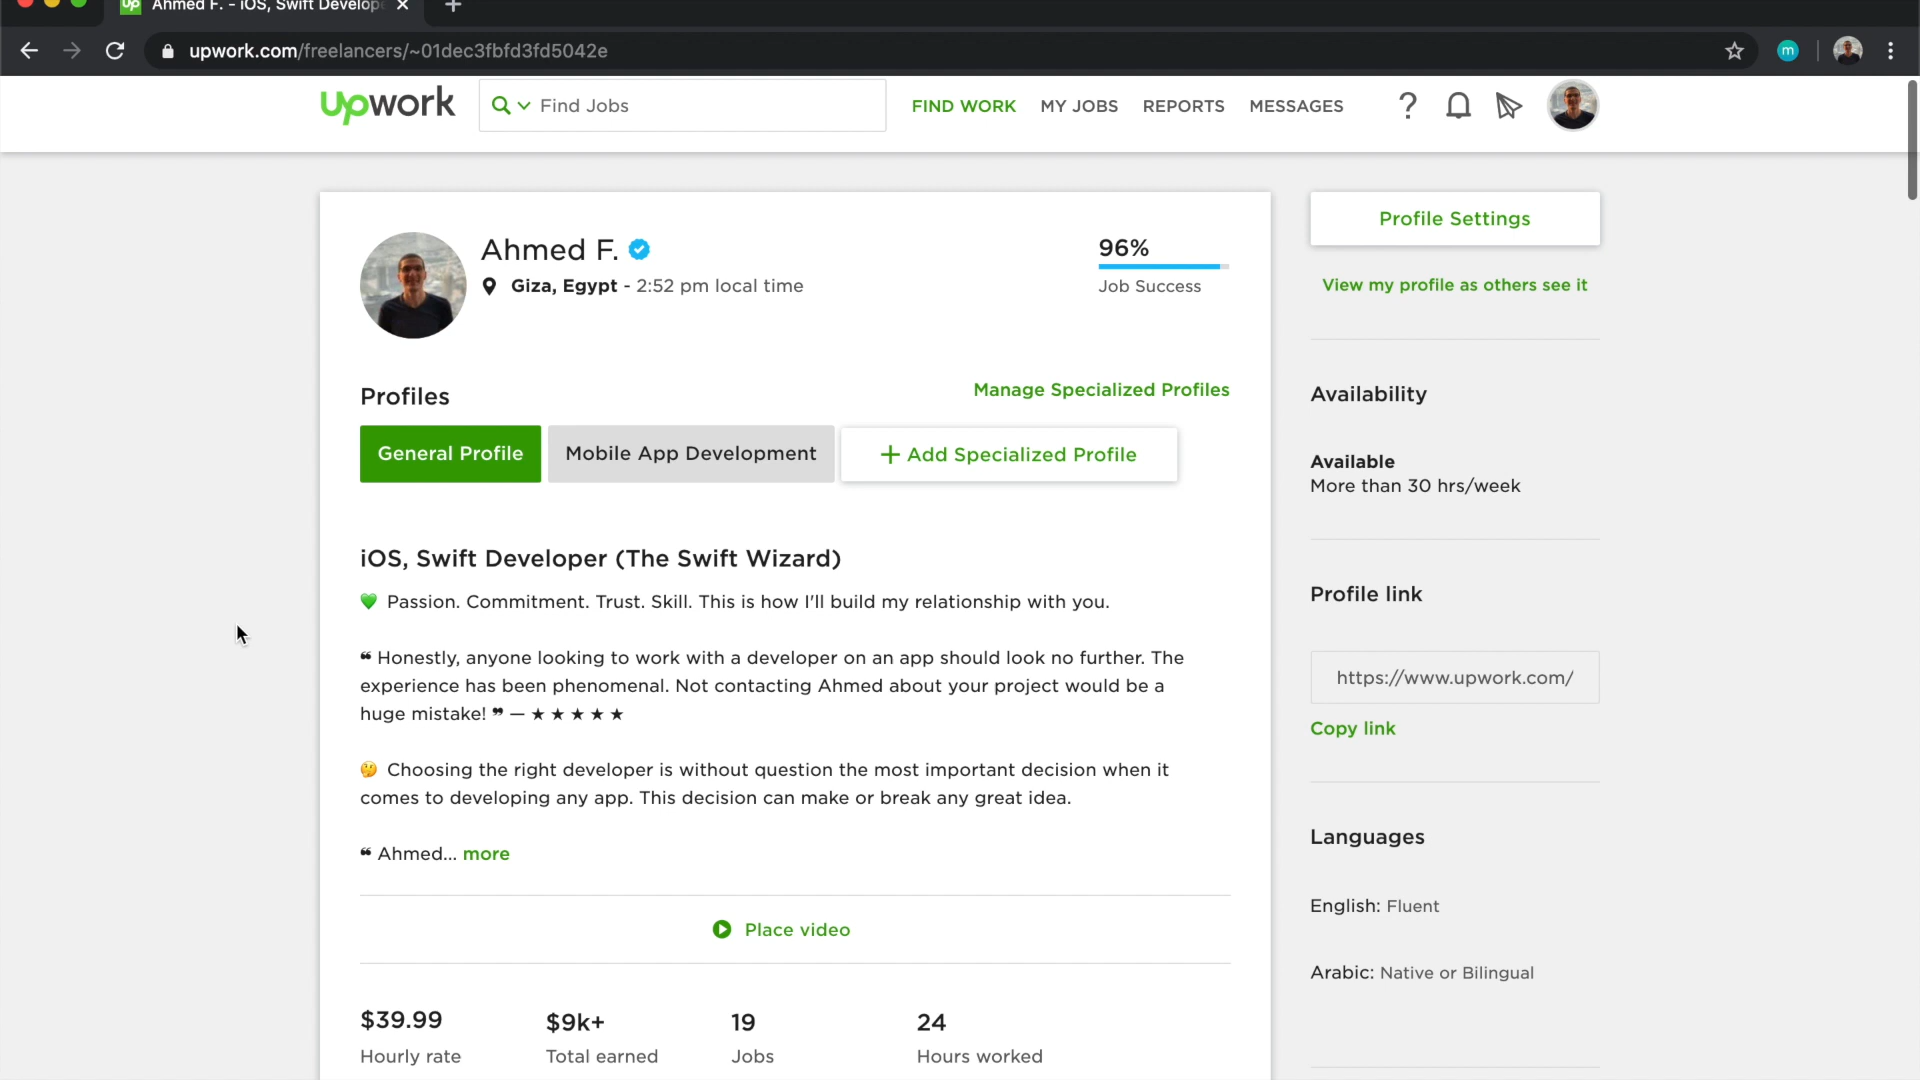 Ahmed F. - iOS, Swift Develope
upwork.com/freelancers/~01dec3fbfd3fd5042e
m
upwork
Find Jobs
FIND WORK
MY JOBS
REPORTS
MESSAGES
Ahmed F.
Giza, Egypt - 2:52 pm local time
96%
Job Success
Profile Settings
View my profile as others see it
Profiles
Manage Specialized Profiles
General Profile
Mobile App Development
+ Add Specialized Profile
Availability
Available
More than 30 hrs/week
iOS, Swift Developer (The Swift Wizard)
💚 Passion. Commitment. Trust. Skill. This is how I'll build my relationship with you.
❝ Honestly, anyone looking to work with a developer on an app should look no further. The
experience has been phenomenal. Not contacting Ahmed about your project would be a
huge mistake! ❞ — ★ ★ ★ ★ ★
🤔 Choosing the right developer is without question the most important decision when it
comes to developing any app. This decision can make or break any great idea.
❝ Ahmed... more
Profile link
https://www.upwork.com/
Copy link
Place video
Languages
English: Fluent
Arabic: Native or Bilingual
$39.99
Hourly rate
$9k+
Total earned
19
Jobs
24
Hours worked